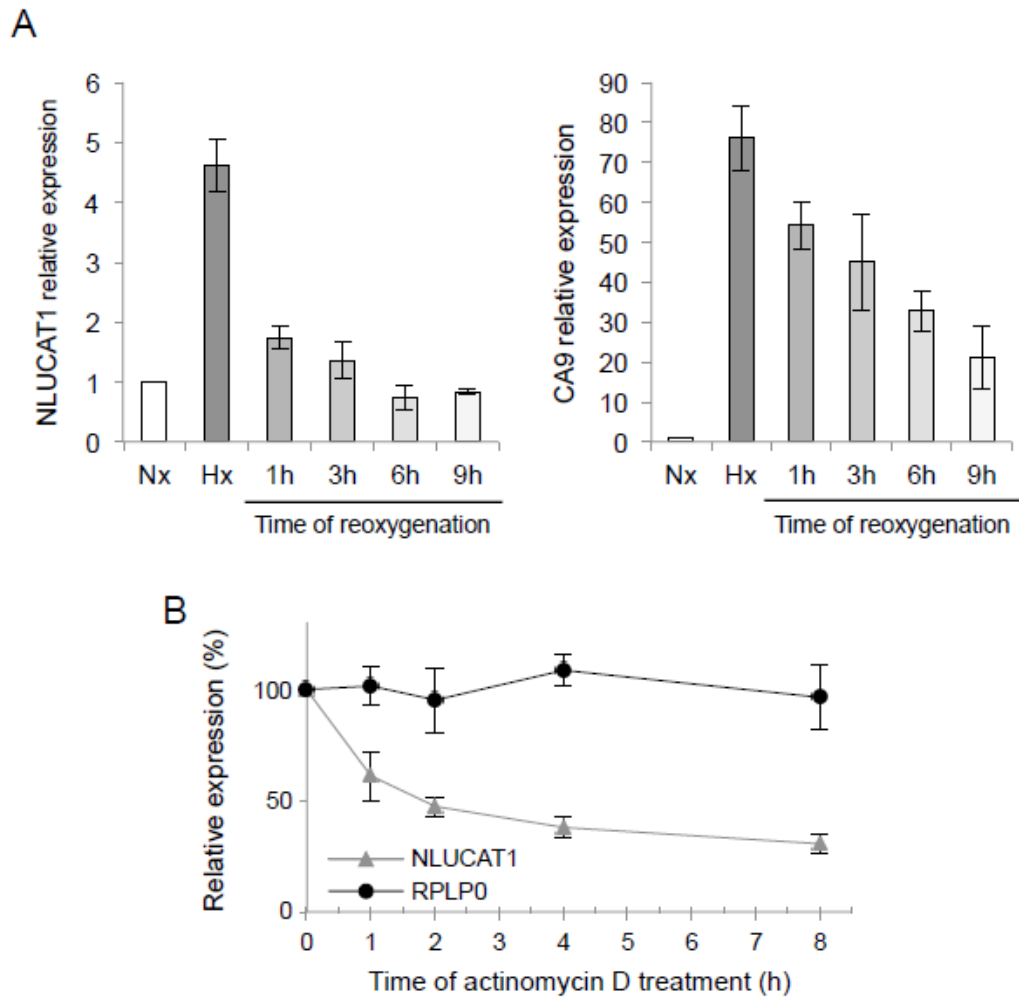 A
NLUCAT1 relative expression
6
5
4
3
2
1
0
Nx Hx 1h 3h 6h 9h
Time of reoxygenation
CA9 relative expression
90
80
70
60
50
40
30
20
10
0
Nx Hx 1h 3h 6h 9h
Time of reoxygenation
B
Relative expression (%)
100
50
0
NLUCAT1
RPLP0
0 1 2 3 4 5 6 7 8
Time of actinomycin D treatment (h)